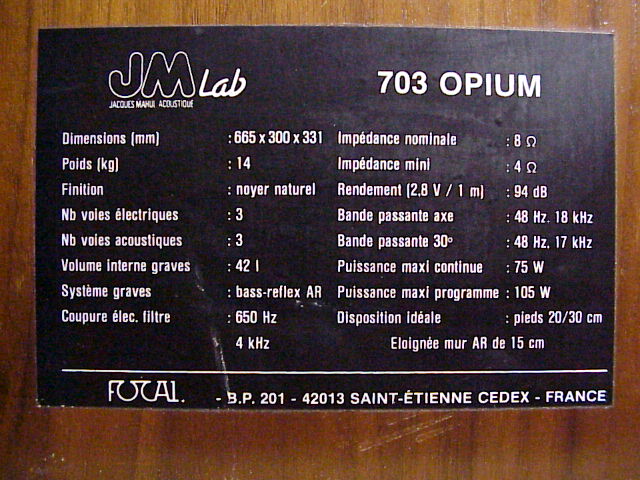 JM Lab
JACQUES MAHUL ACOUSTIQUE
703 OPIUM
Dimensions (mm) : 665 x 300 x 331
Poids (kg) : 14
Finition : noyer naturel
Nb voies électriques : 3
Nb voies acoustiques : 3
Volume interne graves : 42 l
Système graves : bass-reflex AR
Coupure élec. filtre : 650 Hz
4 kHz
Impédance nominale : 8 Ω
Impédance mini : 4 Ω
Rendement (2,8 V / 1 m) : 94 dB
Bande passante axe : 48 Hz, 18 kHz
Bande passante 30° : 48 Hz, 17 kHz
Puissance maxi continue : 75 W
Puissance maxi programme : 105 W
Disposition idéale : pieds 20/30 cm
Eloignée mur AR de 15 cm
FOCAL. - B.P. 201 - 42013 SAINT-ÉTIENNE CEDEX - FRANCE